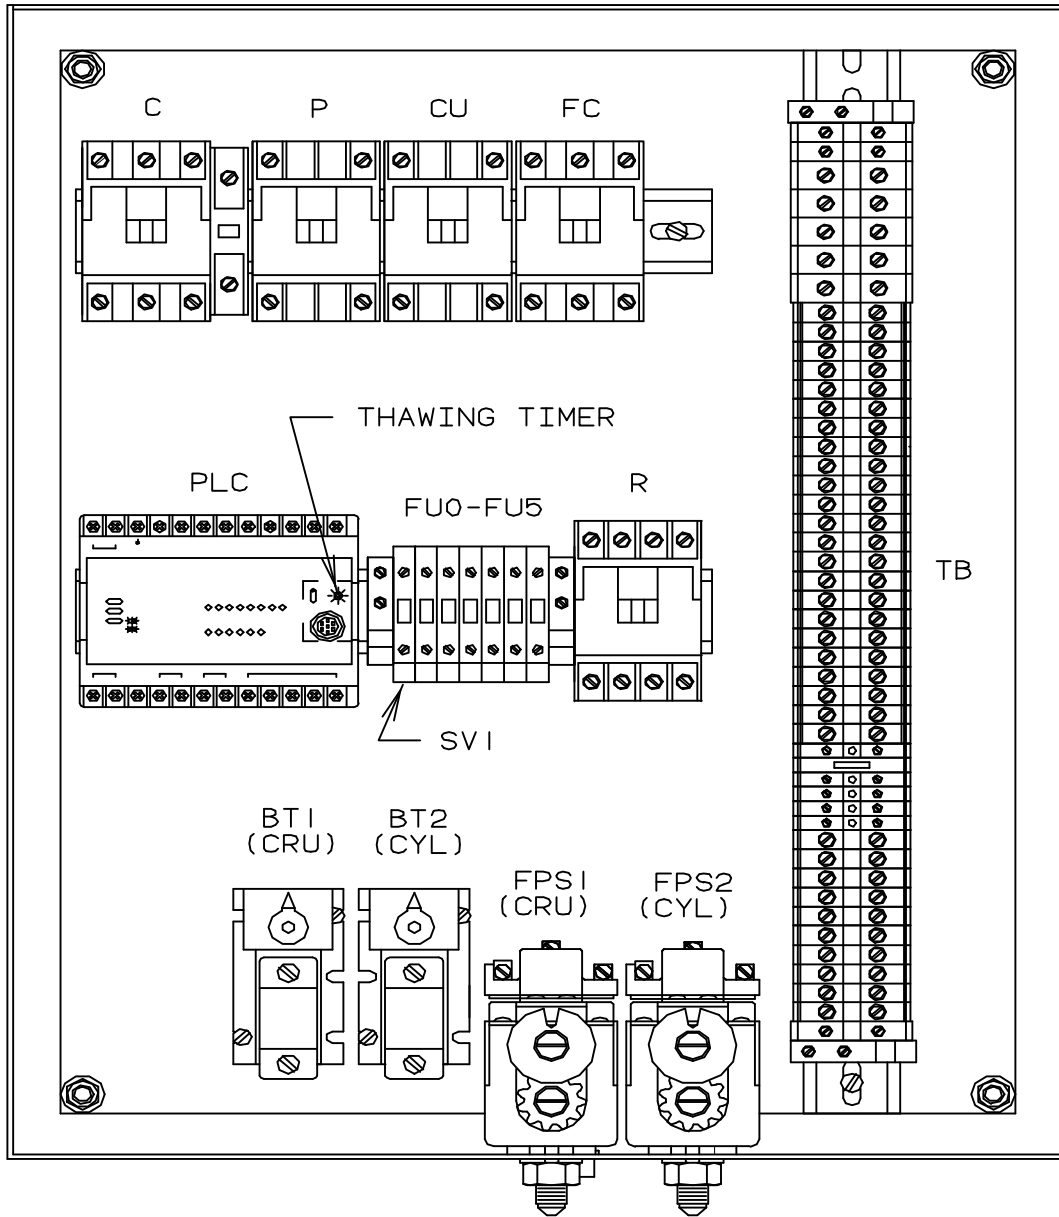 C
P
CU
FC
THAWING TIMER
PLC
FU0-FU5
R
TB
SV1
BT1
(CRU)
BT2
(CYL)
FPS1
(CRU)
FPS2
(CYL)